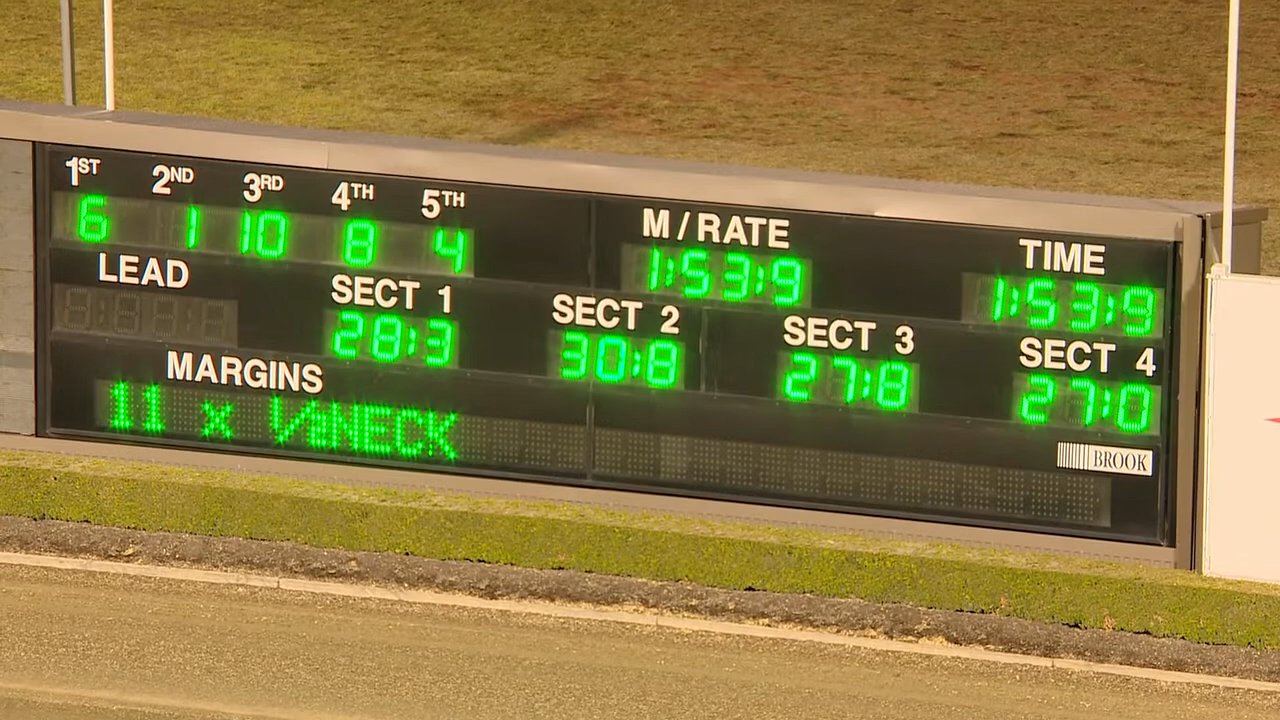 1ST 2ND 3RD 4TH 5TH M/RATE TIME
6 1 10 8 4 1:53:9 1:53:9
LEAD SECT 1 SECT 2 SECT 3 SECT 4
28:3 30:8 27:8 27:0
MARGINS
11 x 1/2NECK
BROOK